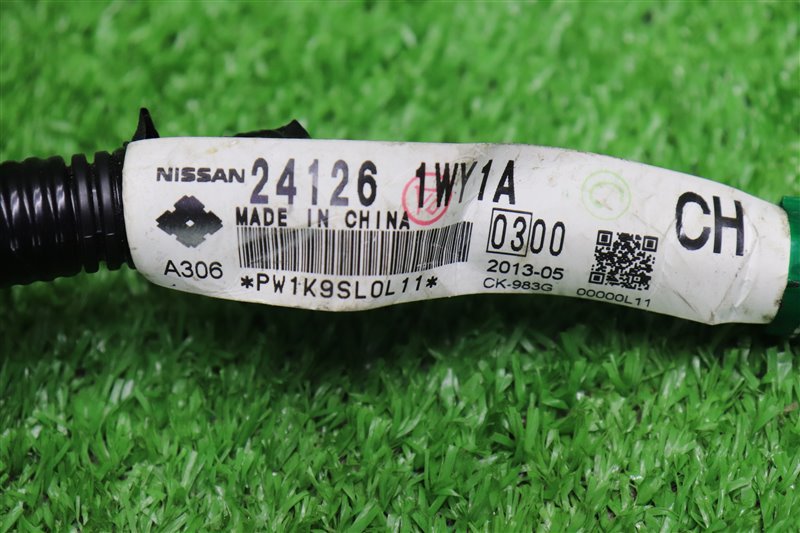 NISSAN 24126 1WY1A
MADE IN CHINA
0300
CH
A306
2013-05
*PW1K9SL0L11*
CK-983G
00000L11